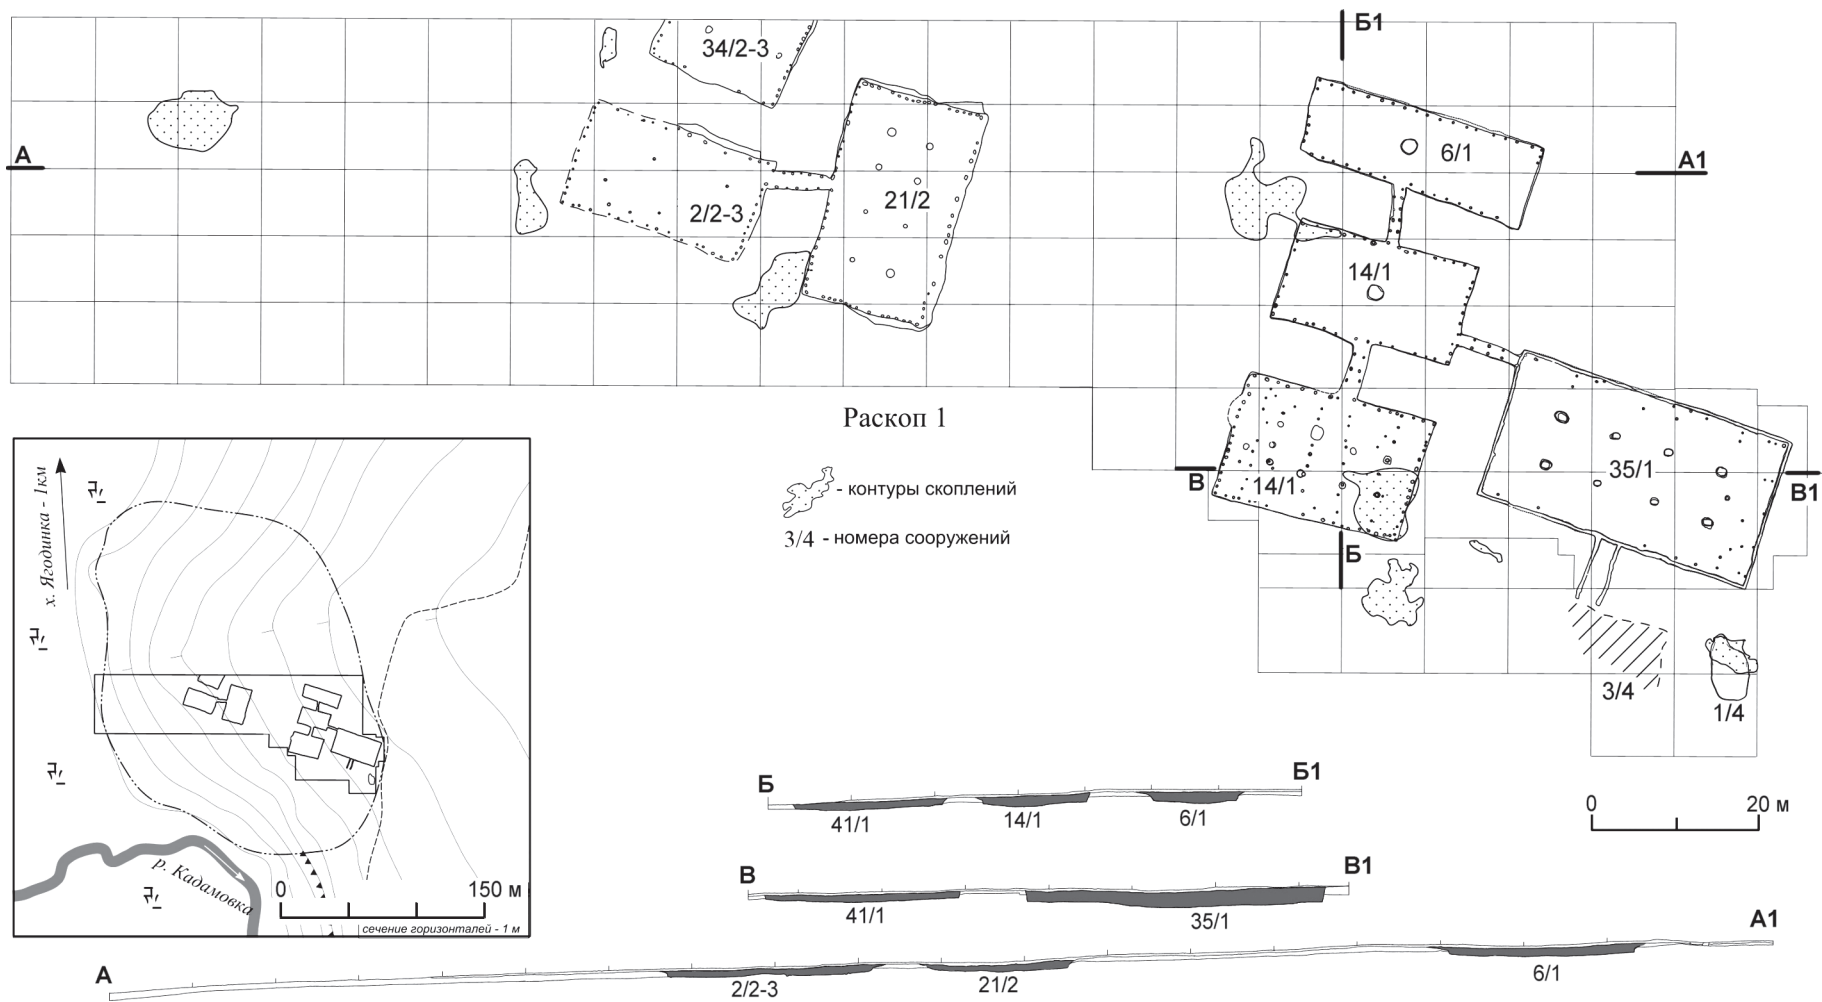 Б1
34/2-3
А
6/1
А1
2/2-3
21/2
14/1
Раскоп 1
35/1
14/1
В
В1
- контуры скоплений
3/4 - номера сооружений
Б
3/4
1/4
х. Ягодинка - 1км
р. Кадамовка
0 150 м
сечение горизонталей - 1 м
Б Б1
41/1 14/1 6/1
0 20 м
В В1
41/1 35/1
А А1
2/2-3 21/2 6/1